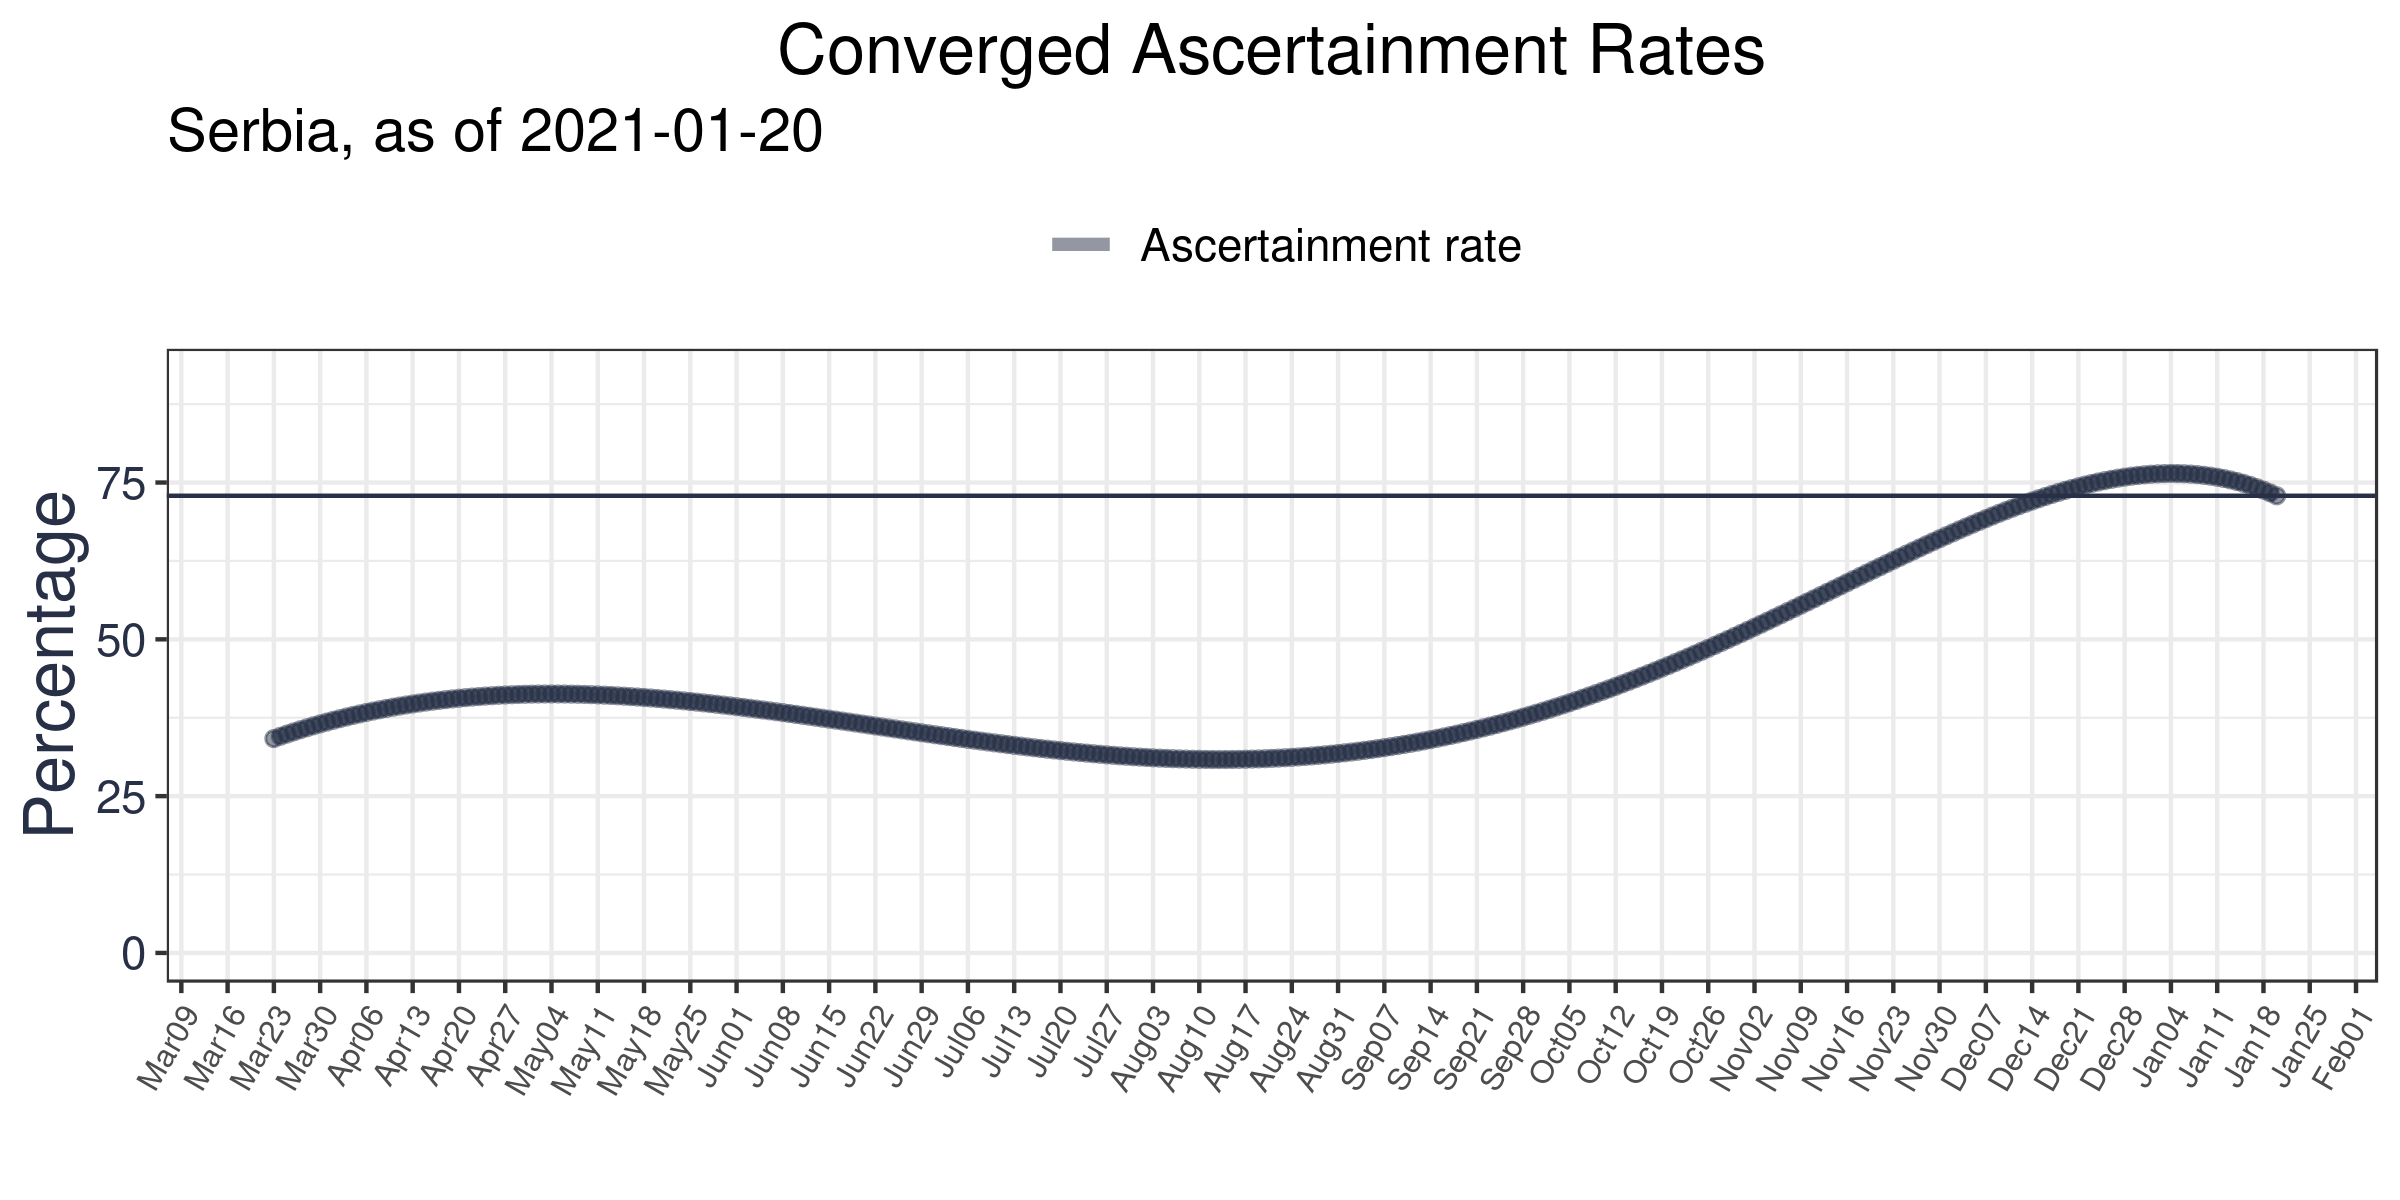 Converged Ascertainment Rates
Serbia, as of 2021-01-20
Ascertainment rate
Percentage
75
50
25
0
Mar09 Mar16 Mar23 Mar30 Apr06 Apr13 Apr20 Apr27 May04 May11 May18 May25 Jun01 Jun08 Jun15 Jun22 Jun29 Jul06 Jul13 Jul20 Jul27 Aug03 Aug10 Aug17 Aug24 Aug31 Sep07 Sep14 Sep21 Sep28 Oct05 Oct12 Oct19 Oct26 Nov02 Nov09 Nov16 Nov23 Nov30 Dec07 Dec14 Dec21 Dec28 Jan04 Jan11 Jan18 Jan25 Feb01